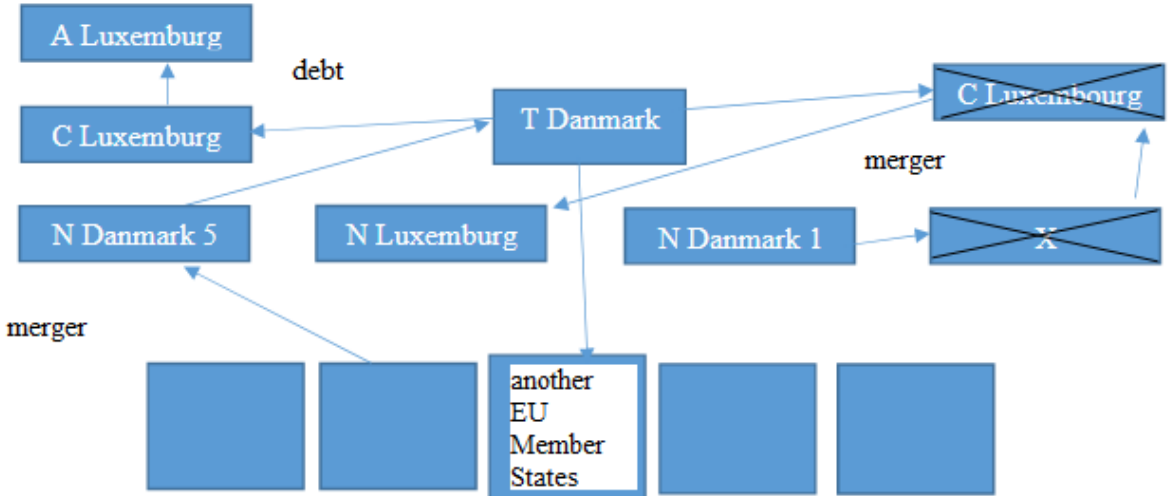 A Luxemburg
debt
C Luxembourg
C Luxemburg
T Danmark
merger
N Danmark 5
N Luxemburg
N Danmark 1
X
merger
another
EU
Member
States